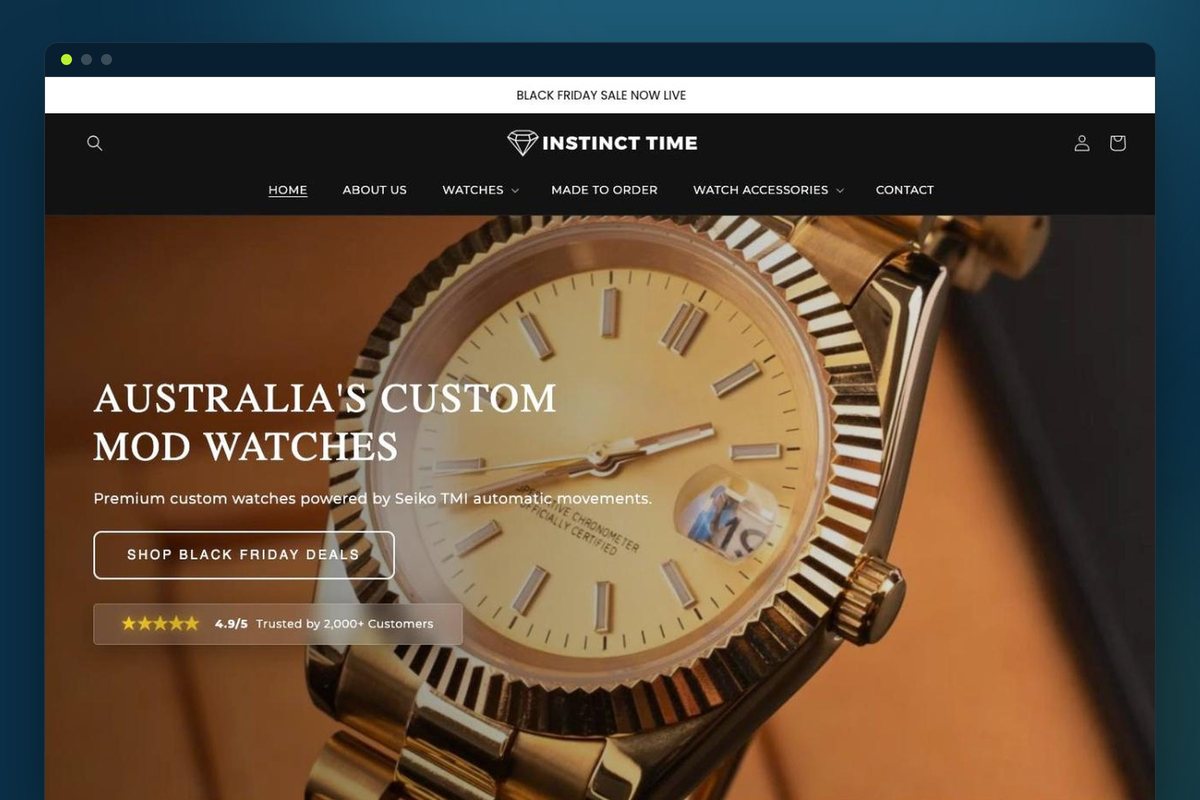 BLACK FRIDAY SALE NOW LIVE
INSTINCT TIME
HOME ABOUT US WATCHES MADE TO ORDER WATCH ACCESSORIES CONTACT
AUSTRALIA'S CUSTOM
MOD WATCHES
Premium custom watches powered by Seiko TMI automatic movements.
SHOP BLACK FRIDAY DEALS
4.9/5 Trusted by 2,000+ Customers
CHRONOMETER
OFFICIALLY CERTIFIED